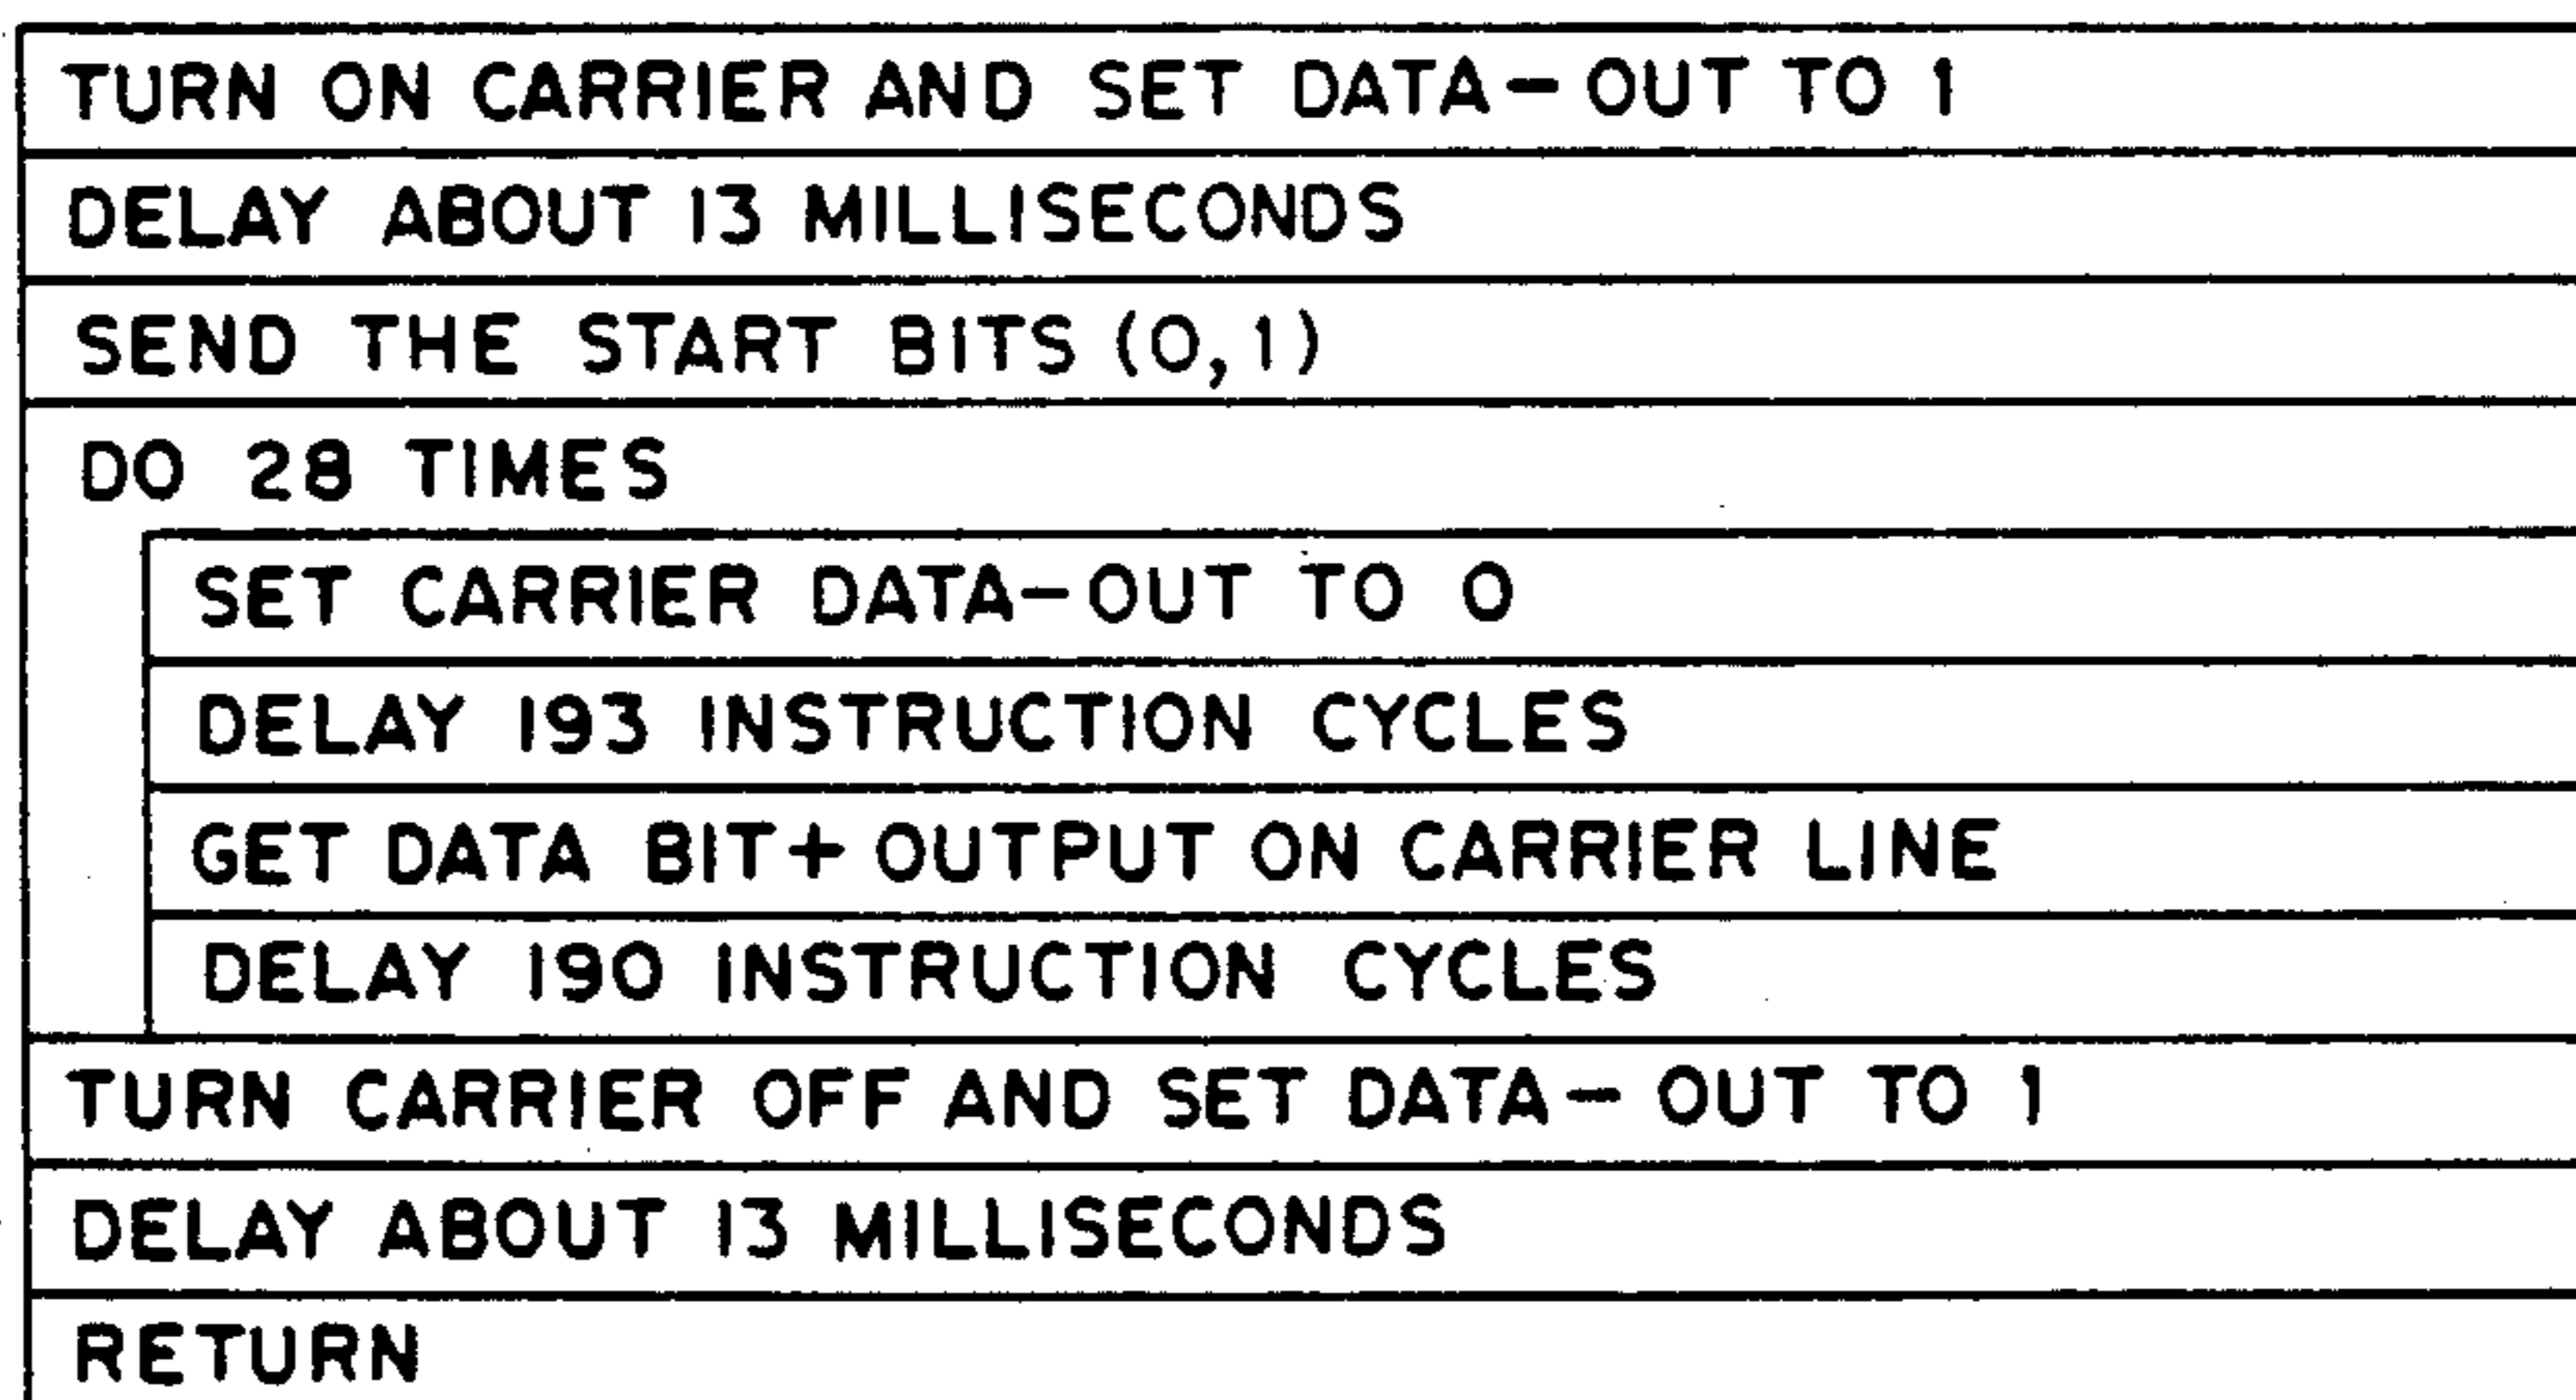 TURN ON CARRIER AND SET DATA-OUT TO 1
DELAY ABOUT 13 MILLISECONDS
SEND THE START BITS (0,1)
DO 28 TIMES
SET CARRIER DATA-OUT TO 0
DELAY 193 INSTRUCTION CYCLES
GET DATA BIT+OUTPUT ON CARRIER LINE
DELAY 190 INSTRUCTION CYCLES
TURN CARRIER OFF AND SET DATA-OUT TO 1
DELAY ABOUT 13 MILLISECONDS
RETURN